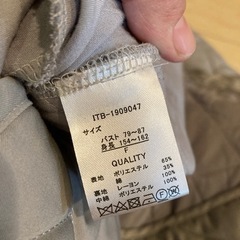 ITB-1909047
サイズ
バスト 79～87
身長 154～162
F
QUALITY
表地 ポリエステル 65%
綿 35%
裏地 レーヨン 100%
中綿 ポリエステル 100%